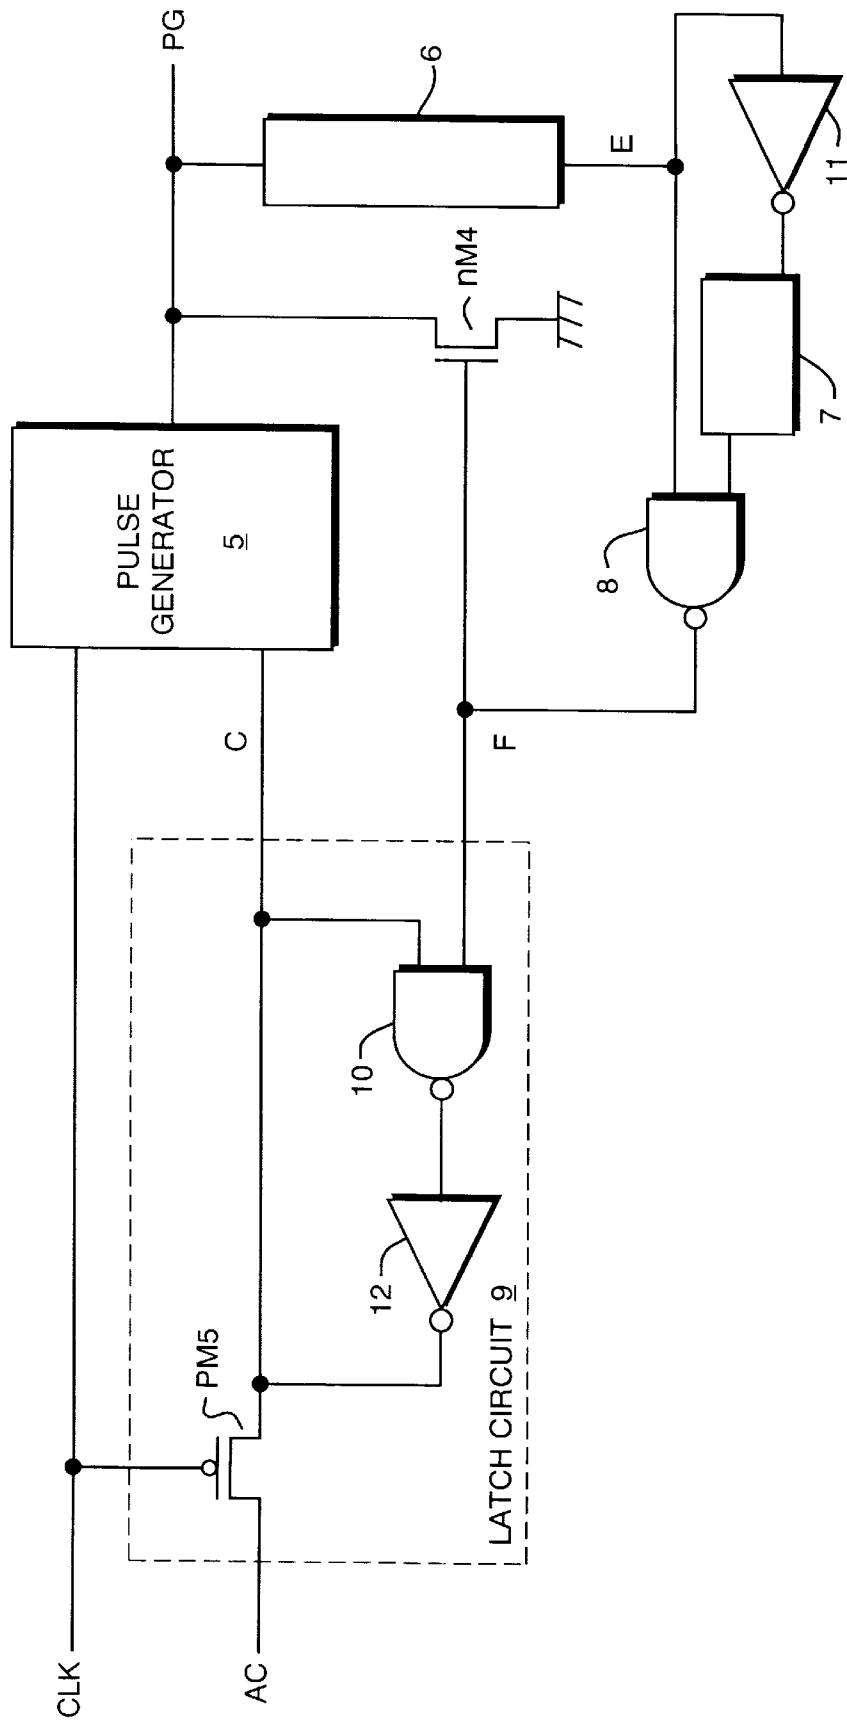 CLK
AC
PM5
LATCH CIRCUIT 9
12
10
C
F
PULSE
GENERATOR
5
PG
nM4
6
E
8
7
11